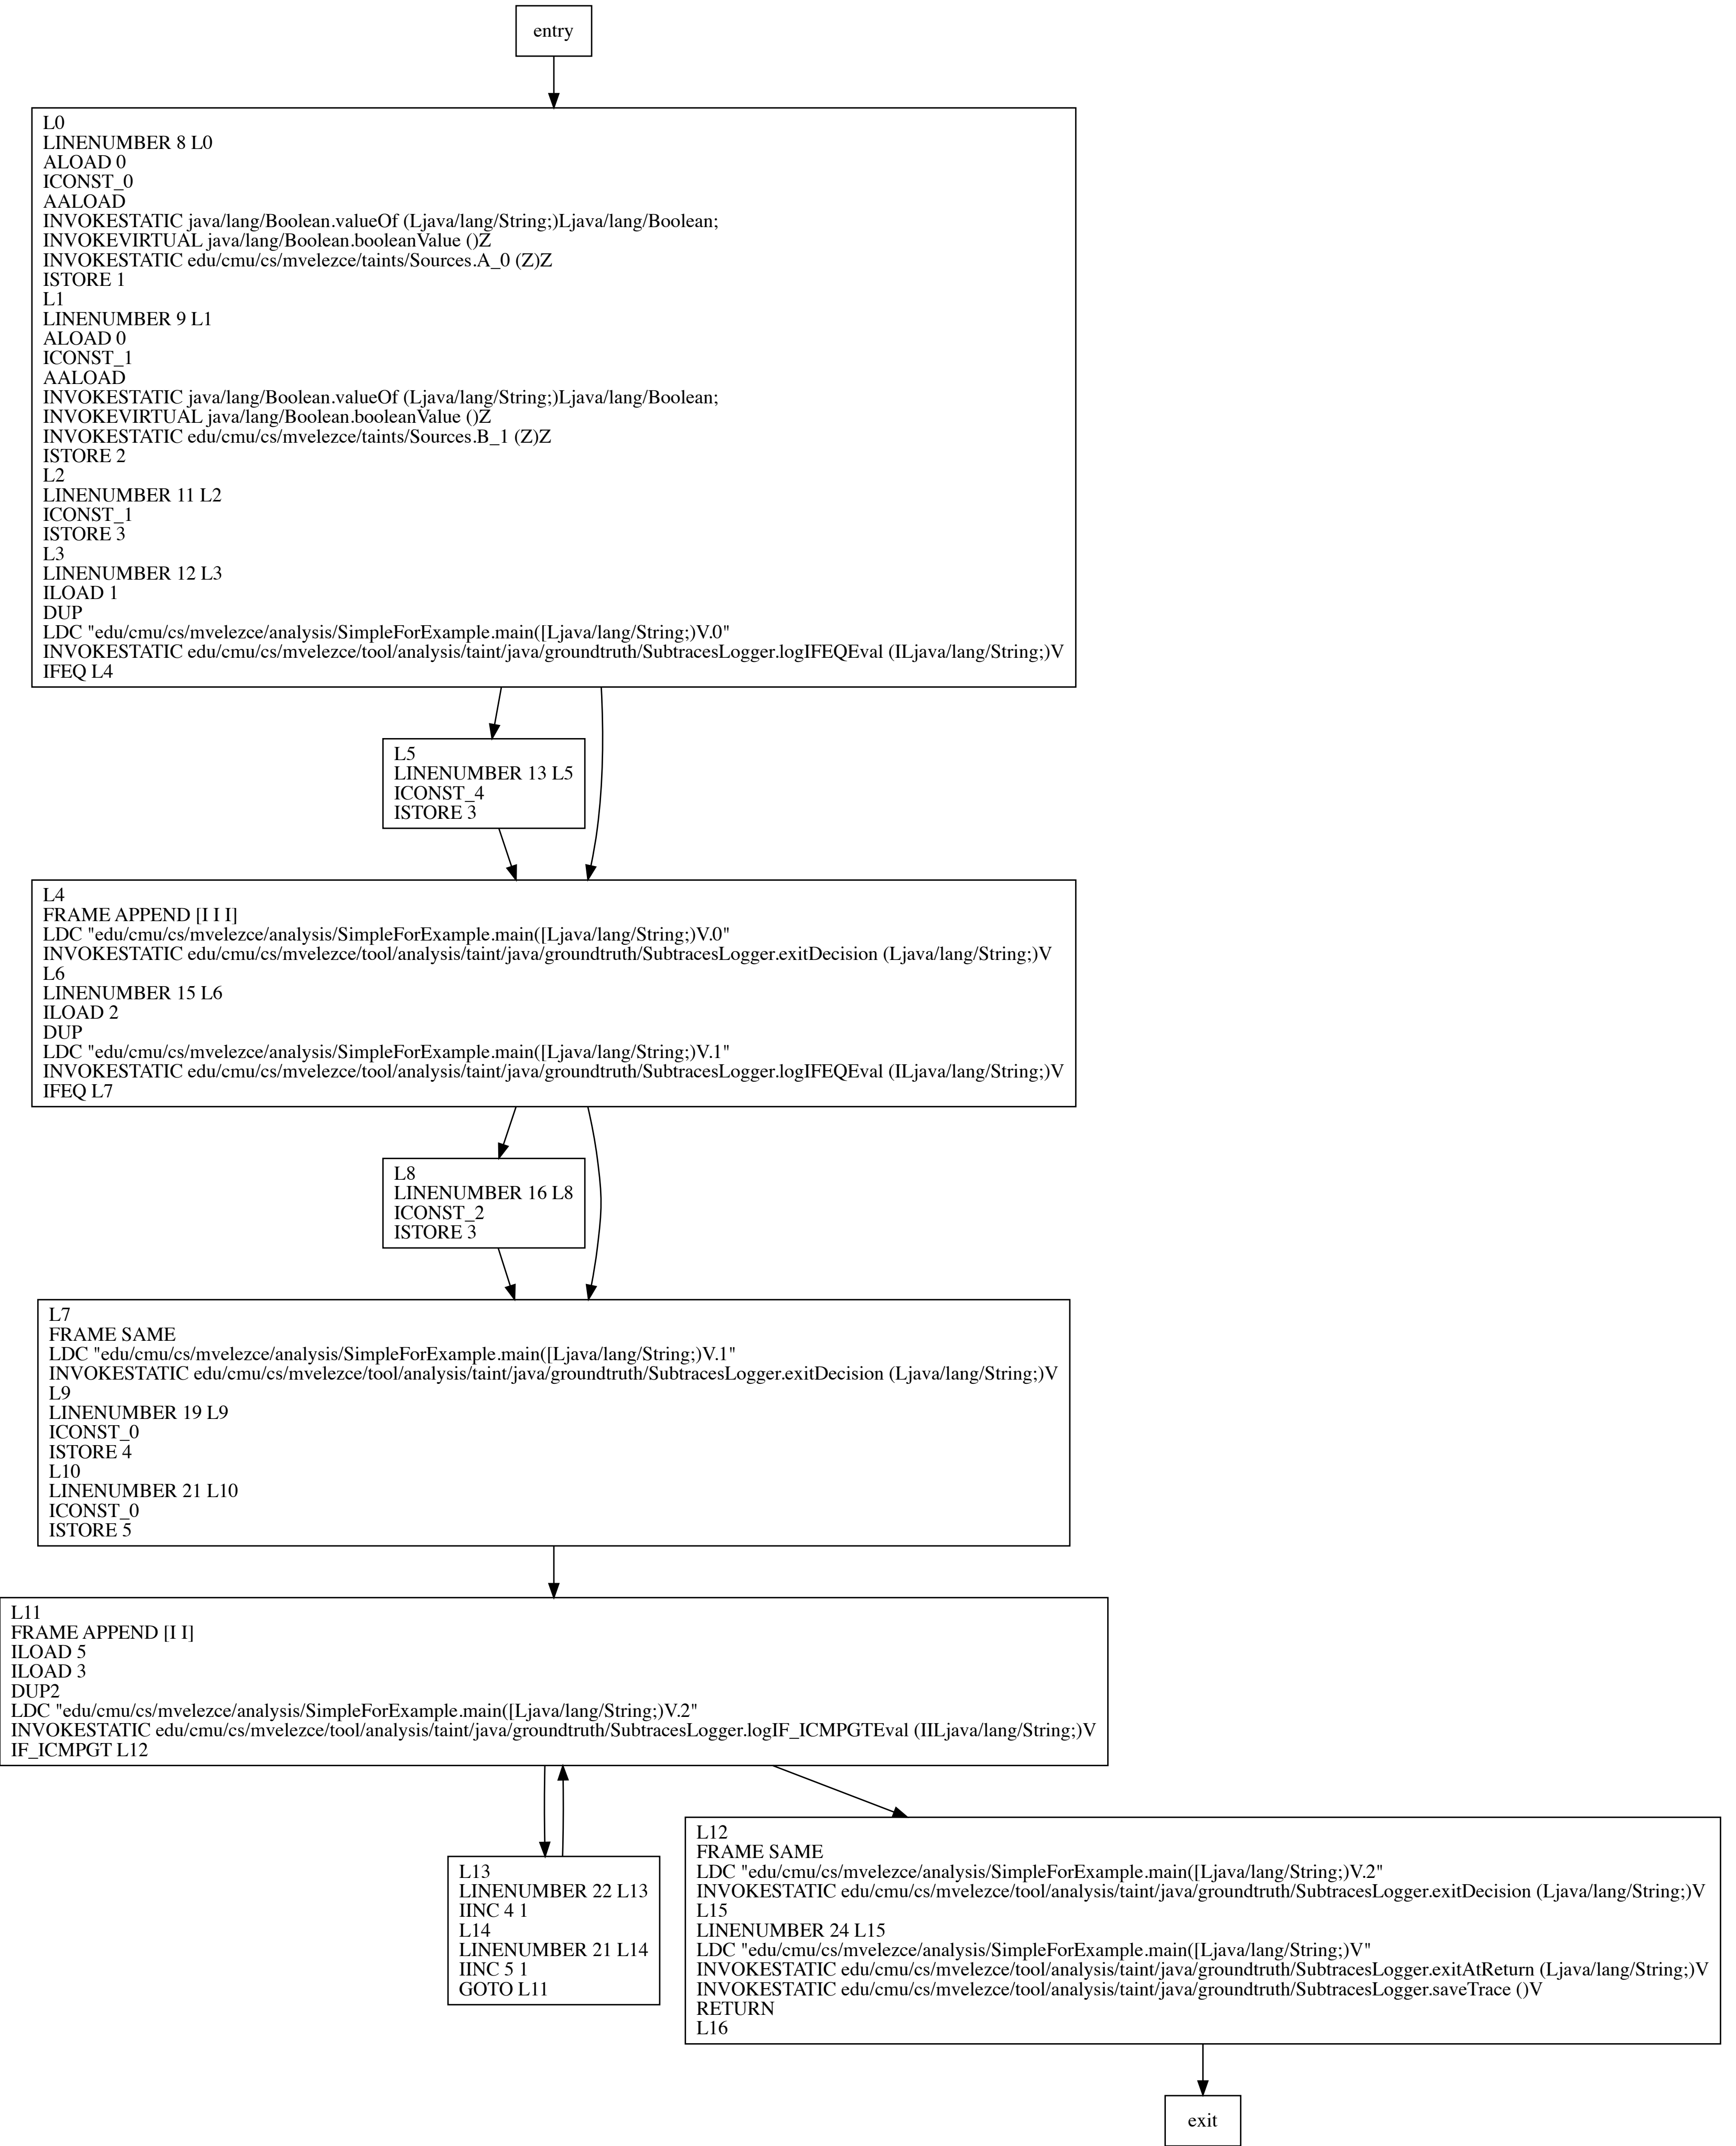 entry
L0
LINENUMBER 8 L0
ALOAD 0
ICONST_0
AALOAD
INVOKESTATIC java/lang/Boolean.valueOf (Ljava/lang/String;)Ljava/lang/Boolean;
INVOKEVIRTUAL java/lang/Boolean.booleanValue ()Z
INVOKESTATIC edu/cmu/cs/mvelezce/taints/Sources.A_0 (Z)Z
ISTORE 1
L1
LINENUMBER 9 L1
ALOAD 0
ICONST_1
AALOAD
INVOKESTATIC java/lang/Boolean.valueOf (Ljava/lang/String;)Ljava/lang/Boolean;
INVOKEVIRTUAL java/lang/Boolean.booleanValue ()Z
INVOKESTATIC edu/cmu/cs/mvelezce/taints/Sources.B_1 (Z)Z
ISTORE 2
L2
LINENUMBER 11 L2
ICONST_1
ISTORE 3
L3
LINENUMBER 12 L3
ILOAD 1
DUP
LDC "edu/cmu/cs/mvelezce/analysis/SimpleForExample.main([Ljava/lang/String;)V.0"
INVOKESTATIC edu/cmu/cs/mvelezce/tool/analysis/taint/java/groundtruth/SubtracesLogger.logIFEQEval (ILjava/lang/String;)V
IFEQ L4
L5
LINENUMBER 13 L5
ICONST_4
ISTORE 3
L4
FRAME APPEND [I I I]
LDC "edu/cmu/cs/mvelezce/analysis/SimpleForExample.main([Ljava/lang/String;)V.0"
INVOKESTATIC edu/cmu/cs/mvelezce/tool/analysis/taint/java/groundtruth/SubtracesLogger.exitDecision (Ljava/lang/String;)V
L6
LINENUMBER 15 L6
ILOAD 2
DUP
LDC "edu/cmu/cs/mvelezce/analysis/SimpleForExample.main([Ljava/lang/String;)V.1"
INVOKESTATIC edu/cmu/cs/mvelezce/tool/analysis/taint/java/groundtruth/SubtracesLogger.logIFEQEval (ILjava/lang/String;)V
IFEQ L7
L8
LINENUMBER 16 L8
ICONST_2
ISTORE 3
L7
FRAME SAME
LDC "edu/cmu/cs/mvelezce/analysis/SimpleForExample.main([Ljava/lang/String;)V.1"
INVOKESTATIC edu/cmu/cs/mvelezce/tool/analysis/taint/java/groundtruth/SubtracesLogger.exitDecision (Ljava/lang/String;)V
L9
LINENUMBER 19 L9
ICONST_0
ISTORE 4
L10
LINENUMBER 21 L10
ICONST_0
ISTORE 5
L11
FRAME APPEND [I I]
ILOAD 5
ILOAD 3
DUP2
LDC "edu/cmu/cs/mvelezce/analysis/SimpleForExample.main([Ljava/lang/String;)V.2"
INVOKESTATIC edu/cmu/cs/mvelezce/tool/analysis/taint/java/groundtruth/SubtracesLogger.logIF_ICMPGTEval (IILjava/lang/String;)V
IF_ICMPGT L12
L13
LINENUMBER 22 L13
IINC 4 1
L14
LINENUMBER 21 L14
IINC 5 1
GOTO L11
L12
FRAME SAME
LDC "edu/cmu/cs/mvelezce/analysis/SimpleForExample.main([Ljava/lang/String;)V.2"
INVOKESTATIC edu/cmu/cs/mvelezce/tool/analysis/taint/java/groundtruth/SubtracesLogger.exitDecision (Ljava/lang/String;)V
L15
LINENUMBER 24 L15
LDC "edu/cmu/cs/mvelezce/analysis/SimpleForExample.main([Ljava/lang/String;)V"
INVOKESTATIC edu/cmu/cs/mvelezce/tool/analysis/taint/java/groundtruth/SubtracesLogger.exitAtReturn (Ljava/lang/String;)V
INVOKESTATIC edu/cmu/cs/mvelezce/tool/analysis/taint/java/groundtruth/SubtracesLogger.saveTrace ()V
RETURN
L16
exit